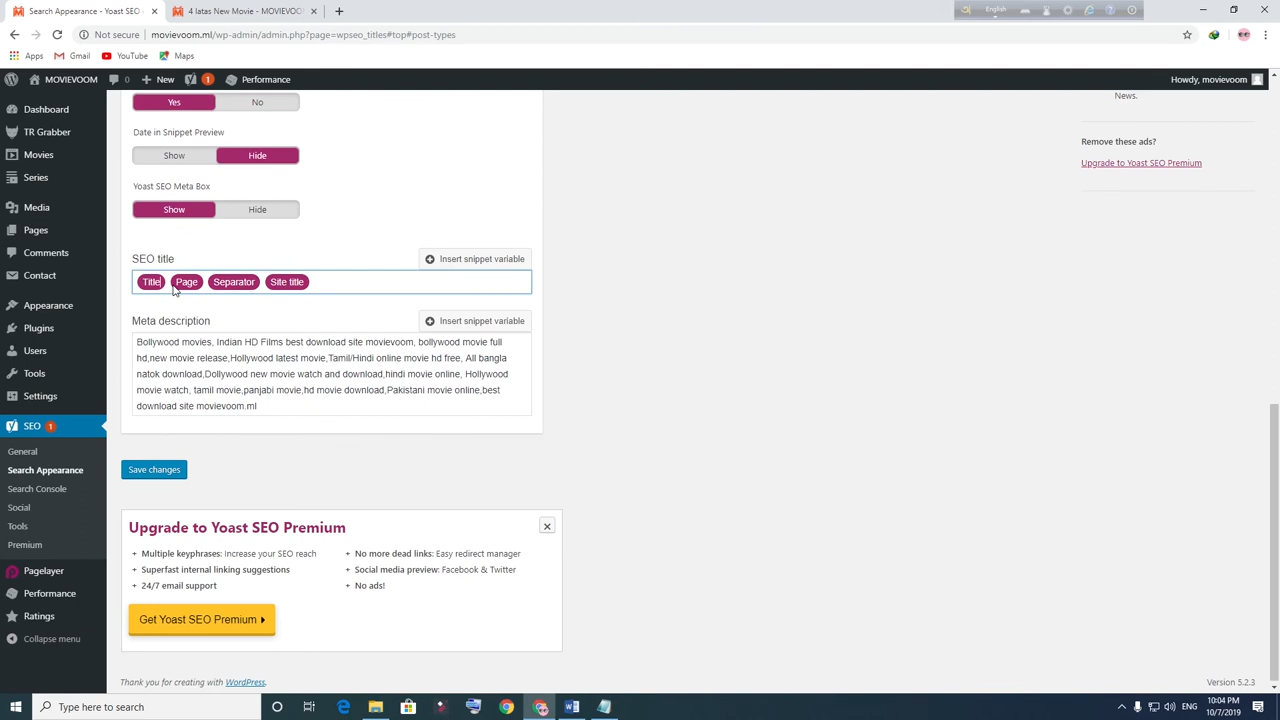 Search Appearance - Yoast SEO
4 latas New Movie - MOVIEVOOM
English
Not secure
movievoom.ml/wp-admin/admin.php?page=wpseo_titles#top#post-types
Apps
Gmail
YouTube
Maps
MOVIEVOOM
0
New
1
Performance
Howdy, movievoom
Dashboard
TR Grabber
Movies
Series
Media
Pages
Comments
Contact
Appearance
Plugins
Users
Tools
Settings
SEO 1
General
Search Appearance
Search Console
Social
Tools
Premium
Pagelayer
Performance
Ratings
Collapse menu
Yes
No
Date in Snippet Preview
Show
Hide
Yoast SEO Meta Box
Show
Hide
SEO title
Insert snippet variable
Title Page Separator Site title
Meta description
Insert snippet variable
Bollywood movies, Indian HD Films best download site movievoom, bollywood movie full
hd,new movie release,Hollywood latest movie,Tamil/Hindi online movie hd free, All bangla
natok download,Dollywood new movie watch and download,hindi movie online, Hollywood
movie watch, tamil movie,panjabi movie,hd movie download,Pakistani movie online,best
download site movievoom.ml
Save changes
Upgrade to Yoast SEO Premium
+ Multiple keyphrases: Increase your SEO reach
+ Superfast internal linking suggestions
+ 24/7 email support
+ No more dead links: Easy redirect manager
+ Social media preview: Facebook & Twitter
+ No ads!
Get Yoast SEO Premium
News.
Remove these ads?
Upgrade to Yoast SEO Premium
Thank you for creating with WordPress.
Version 5.2.3
Type here to search
10:04 PM
10/7/2019